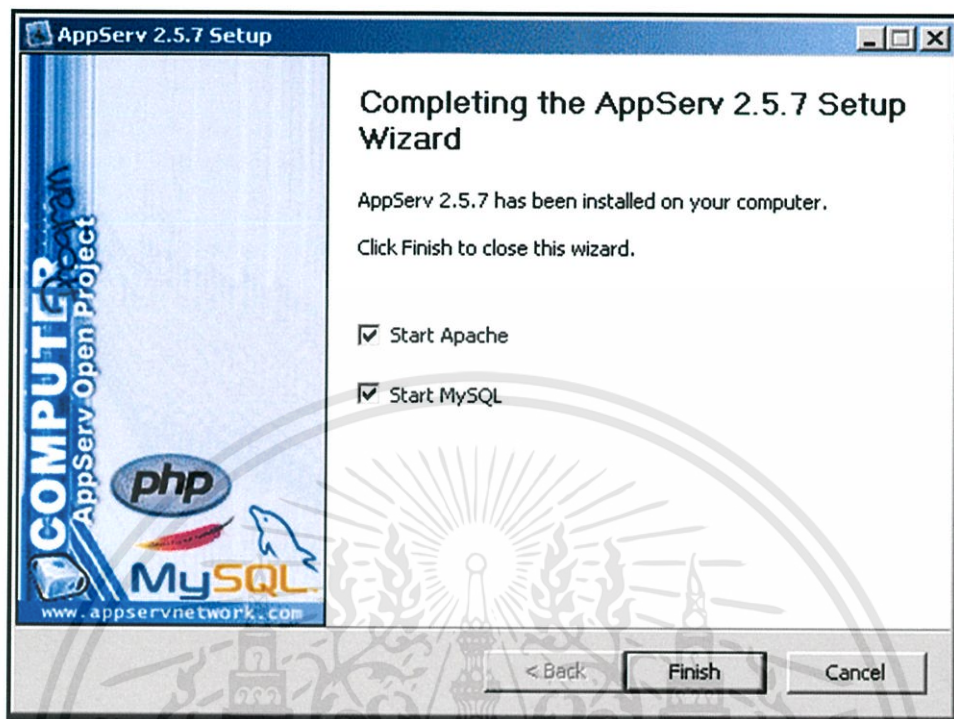 AppServ 2.5.7 Setup
Completing the AppServ 2.5.7 Setup
Wizard
AppServ 2.5.7 has been installed on your computer.
Click Finish to close this wizard.
Start Apache
Start MySQL
COMPUTER
AppServ Open Project
php
MySQL
www.appservnetwork.com
< Back
Finish
Cancel